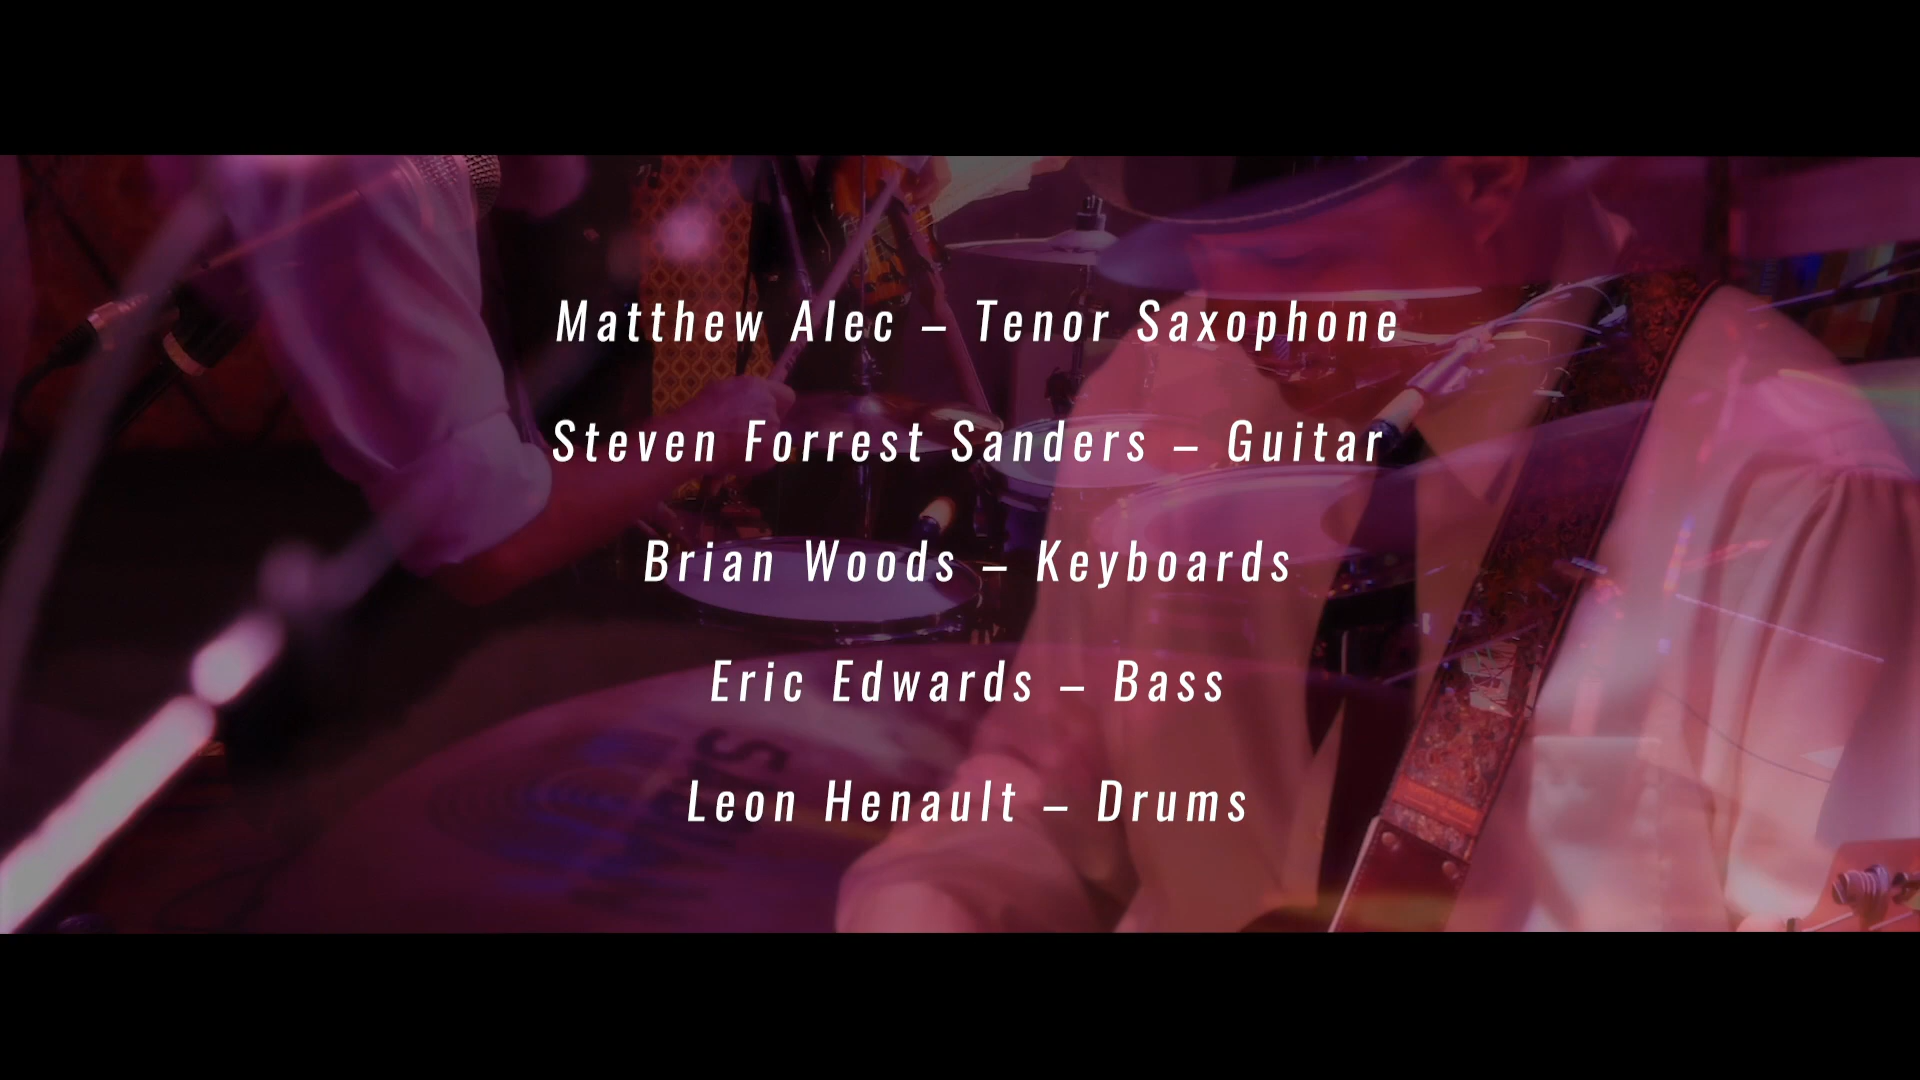 Matthew Alec – Tenor Saxophone
Steven Forrest Sanders – Guitar
Brian Woods – Keyboards
Eric Edwards – Bass
Leon Henault – Drums